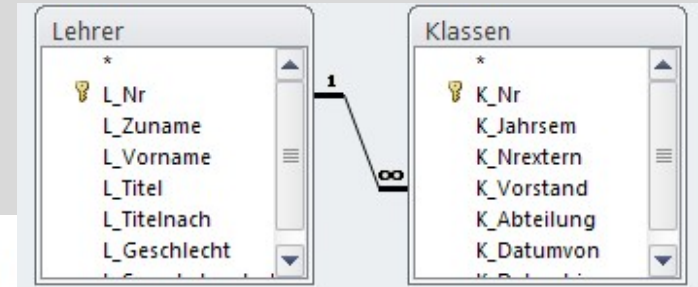 Lehrer
*
L_Nr
L_Zuname
L_Vorname
L_Titel
L_Titelnach
L_Geschlecht
1
∞
Klassen
*
K_Nr
K_Jahrsem
K_Nrextern
K_Vorstand
K_Abteilung
K_Datumvon